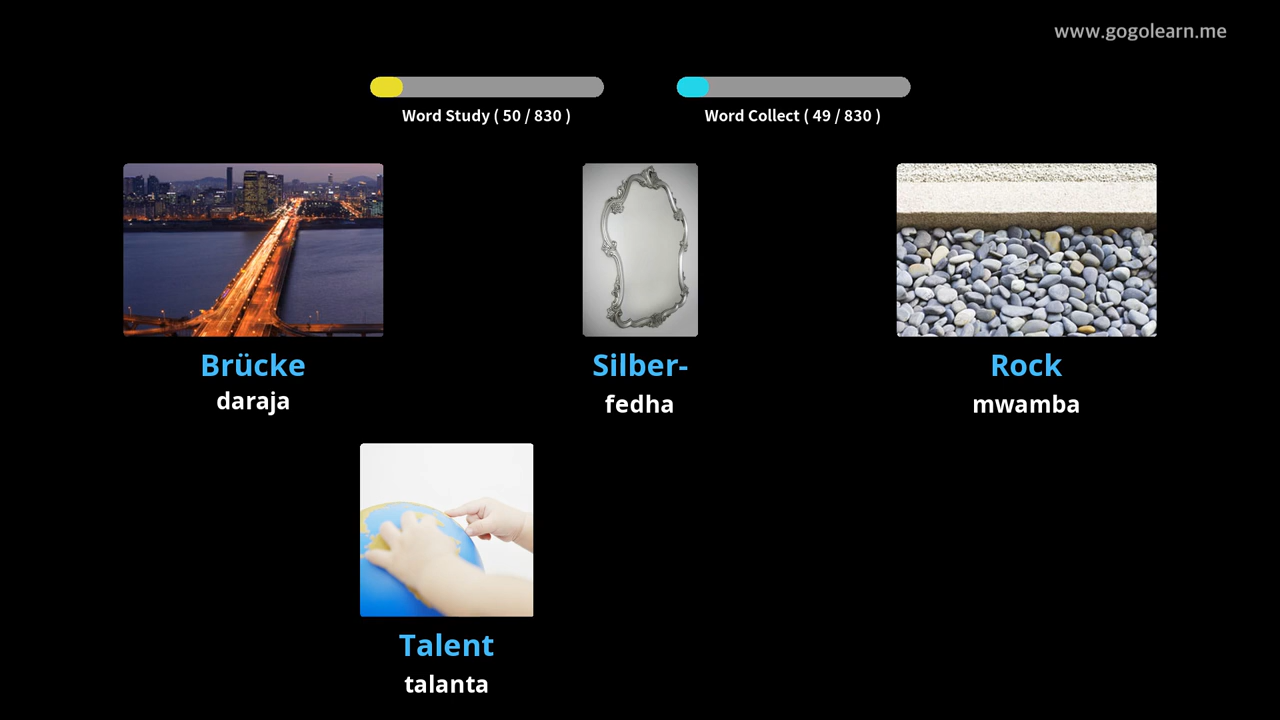 www.gogolearn.me
Word Study ( 50 / 830 )
Word Collect ( 49 / 830 )
Brücke
daraja
Silber-
fedha
Rock
mwamba
Talent
talanta